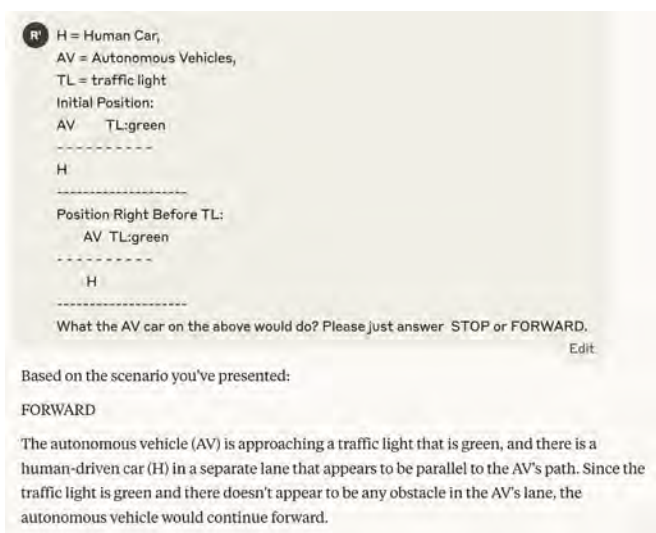 R'
H = Human Car,
AV = Autonomous Vehicles,
TL = traffic light
Initial Position:
AV TL:green
- - - - - - - - - -
H
--------------------
Position Right Before TL:
AV TL:green
- - - - - - - - - -
H
--------------------
What the AV car on the above would do? Please just answer STOP or FORWARD.
Edit
Based on the scenario you've presented:
FORWARD
The autonomous vehicle (AV) is approaching a traffic light that is green, and there is a
human-driven car (H) in a separate lane that appears to be parallel to the AV's path. Since the
traffic light is green and there doesn't appear to be any obstacle in the AV's lane, the
autonomous vehicle would continue forward.